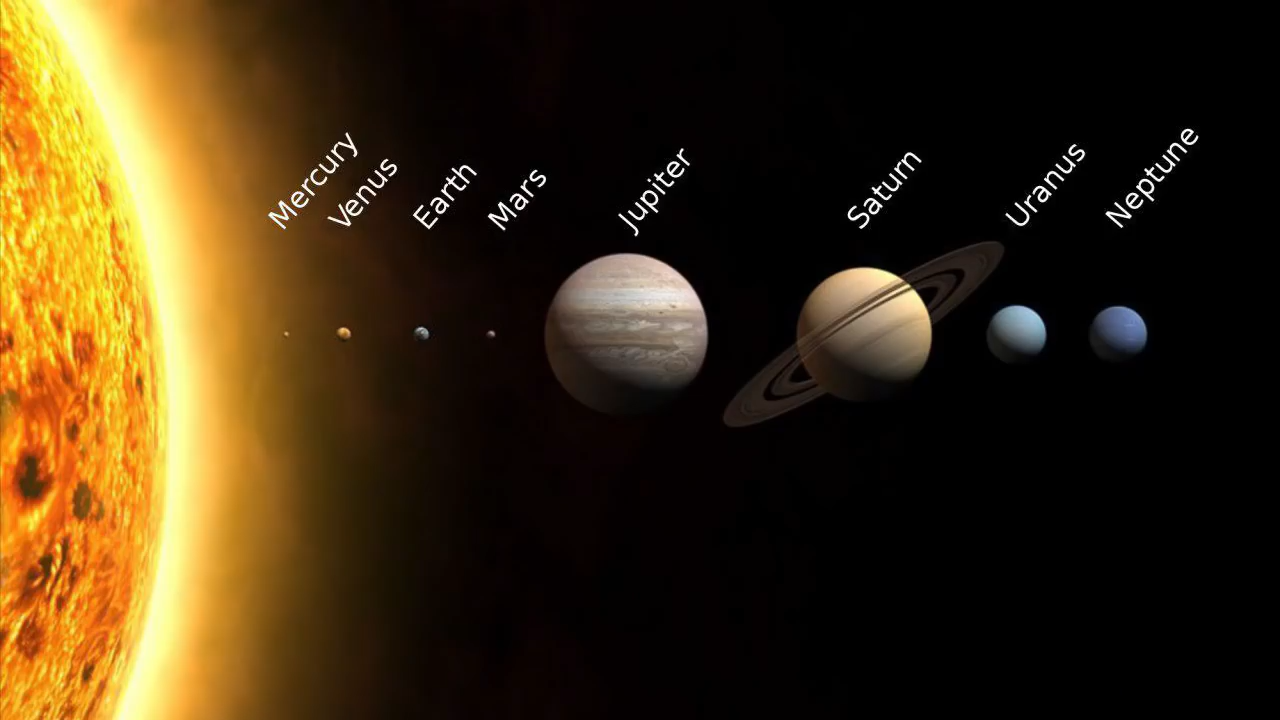 Mercury
Venus
Earth
Mars
Jupiter
Saturn
Uranus
Neptune